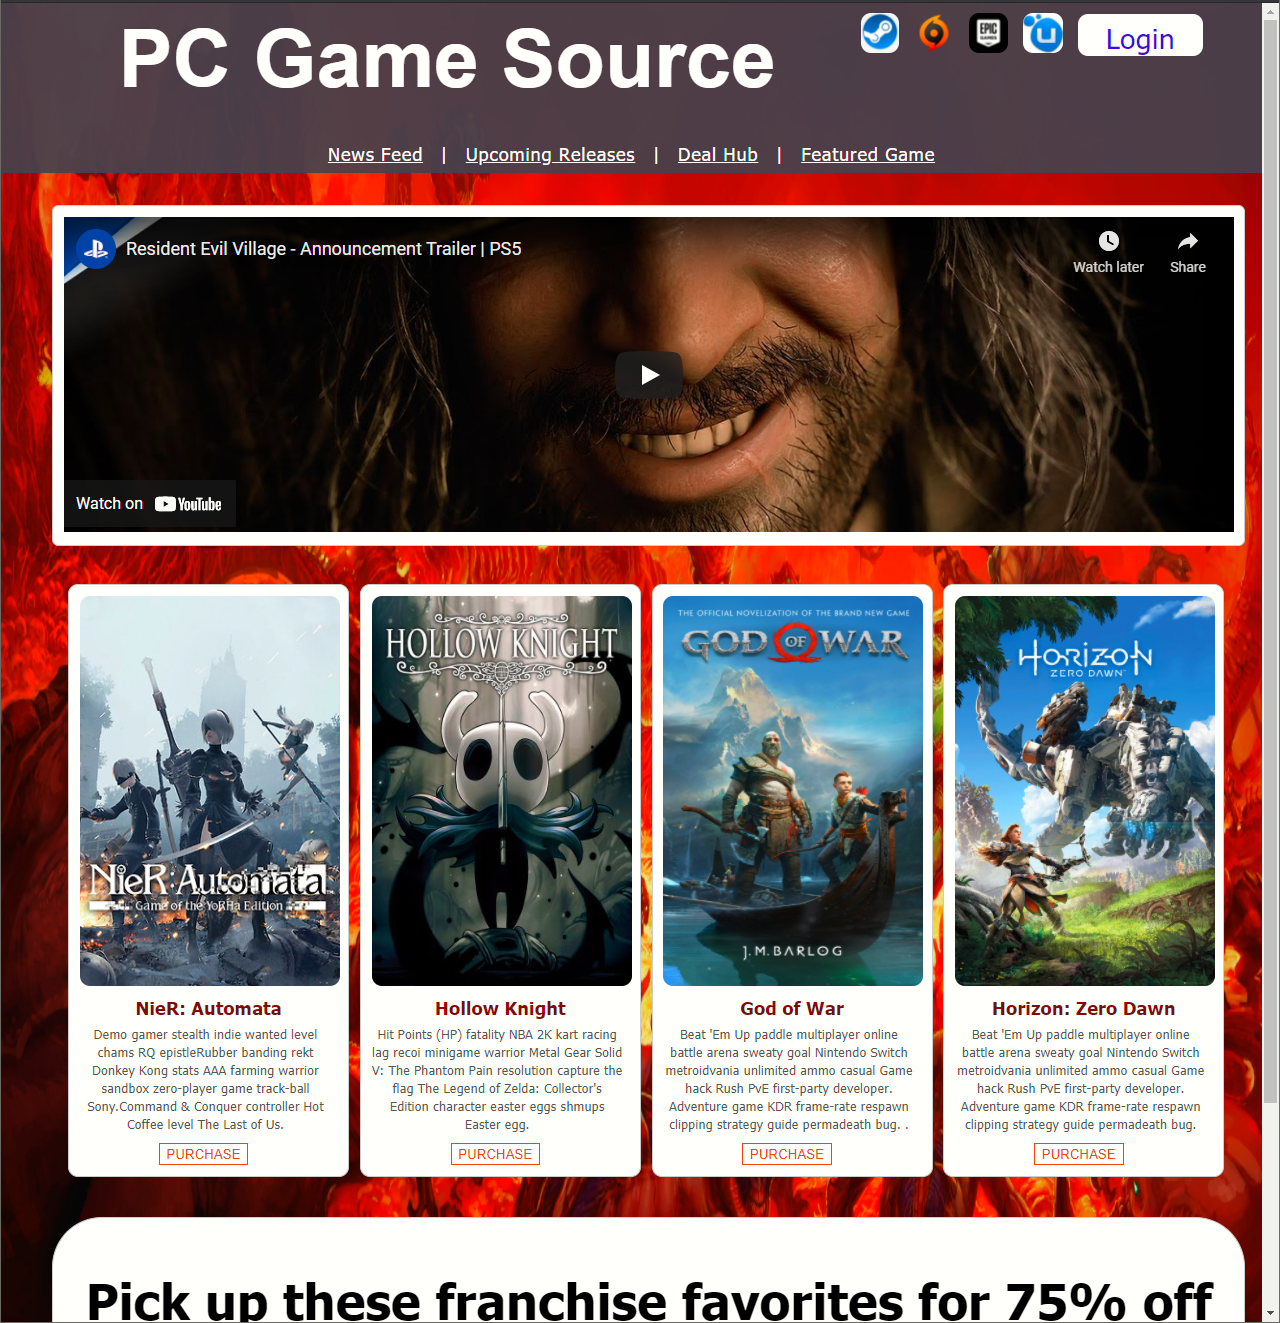 PC Game Source
EPIC
GAMES
Login
News Feed | Upcoming Releases | Deal Hub | Featured Game
Resident Evil Village - Announcement Trailer | PS5
Watch later
Share
Watch on YouTube
NieR:Automata
Game of the YoRHa Edition
NieR: Automata
Demo gamer stealth indie wanted level
chams RQ epistleRubber banding rekt
Donkey Kong stats AAA farming warrior
sandbox zero-player game track-ball
Sony.Command & Conquer controller Hot
Coffee level The Last of Us.
PURCHASE
HOLLOW KNIGHT
Hollow Knight
Hit Points (HP) fatality NBA 2K kart racing
lag recoi minigame warrior Metal Gear Solid
V: The Phantom Pain resolution capture the
flag The Legend of Zelda: Collector's
Edition character easter eggs shmups
Easter egg.
PURCHASE
THE OFFICIAL NOVELIZATION OF THE BRAND NEW GAME
GOD OF WAR
J.M.BARLOG
God of War
Beat 'Em Up paddle multiplayer online
battle arena sweaty goal Nintendo Switch
metroidvania unlimited ammo casual Game
hack Rush PvE first-party developer.
Adventure game KDR frame-rate respawn
clipping strategy guide permadeath bug. .
PURCHASE
HORIZON
ZERO DAWN
Horizon: Zero Dawn
Beat 'Em Up paddle multiplayer online
battle arena sweaty goal Nintendo Switch
metroidvania unlimited ammo casual Game
hack Rush PvE first-party developer.
Adventure game KDR frame-rate respawn
clipping strategy guide permadeath bug.
PURCHASE
Pick up these franchise favorites for 75% off